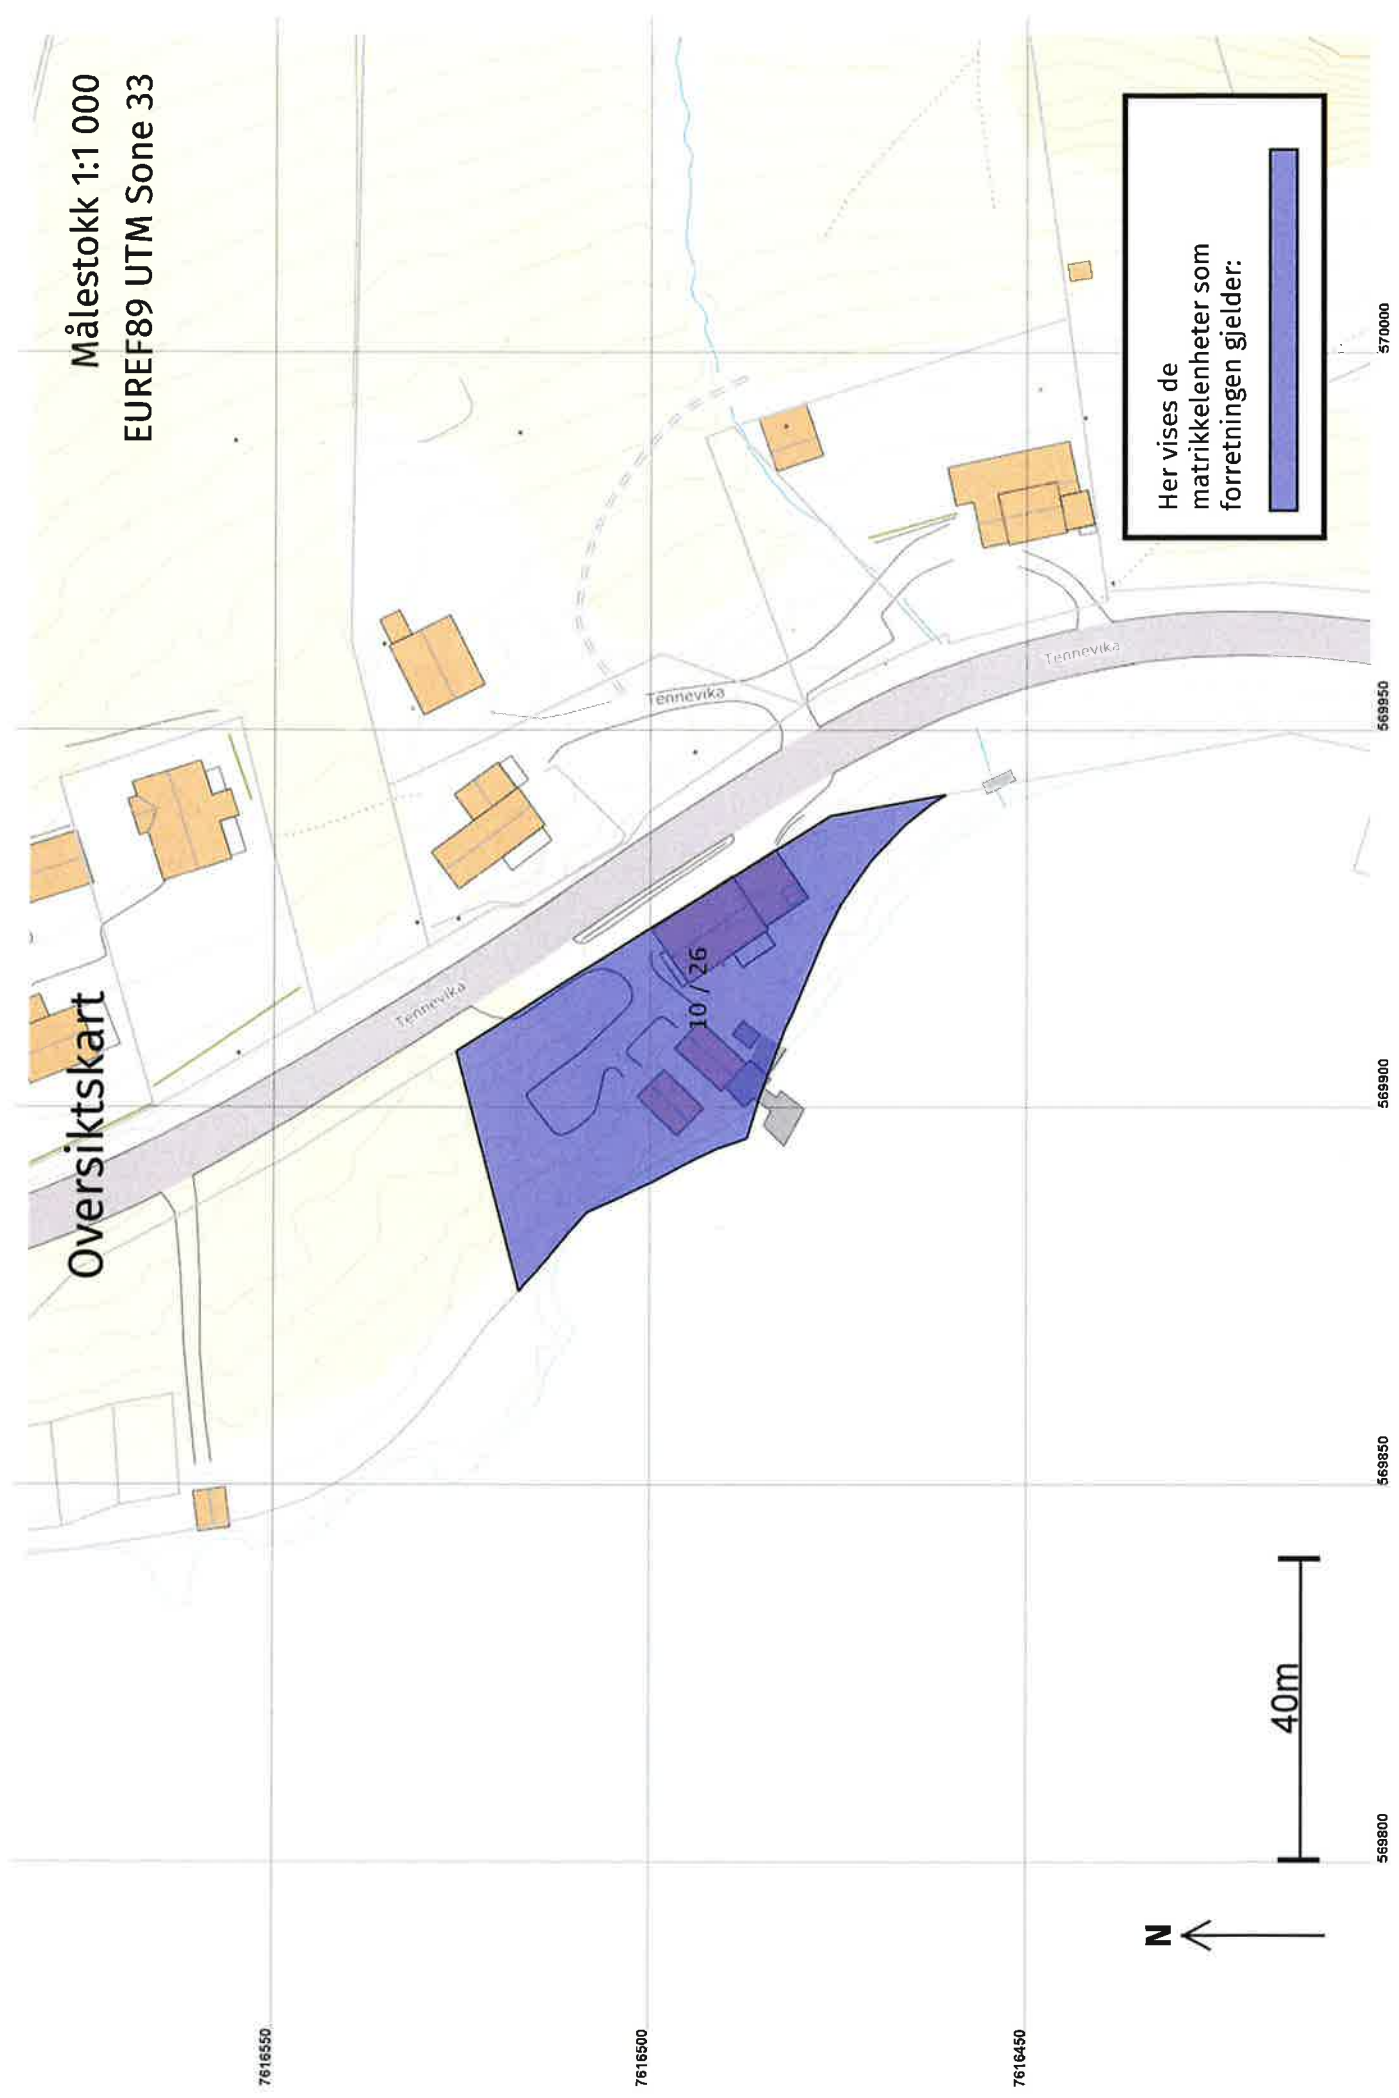 Oversiktskart
Målestokk 1:1 000
EUREF89 UTM Sone 33
Tennevika
Tennevika
Tennevika
10 / 26
Her vises de
matrikkelenheter som
forretningen gjelder:
40m
N
7616550
7616500
7616450
569800
569850
569900
569950
570000